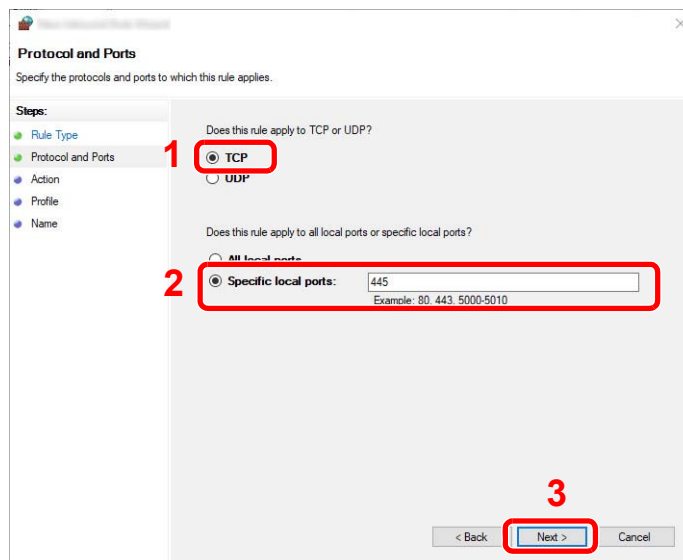 Protocol and Ports
Specify the protocols and ports to which this rule applies.
Steps:
Rule Type
Protocol and Ports
Action
Profile
Name
Does this rule apply to TCP or UDP?
1
TCP
UDP
Does this rule apply to all local ports or specific local ports?
All local ports
2
Specific local ports:
445
Example: 80, 443, 5000-5010
3
< Back
Next >
Cancel